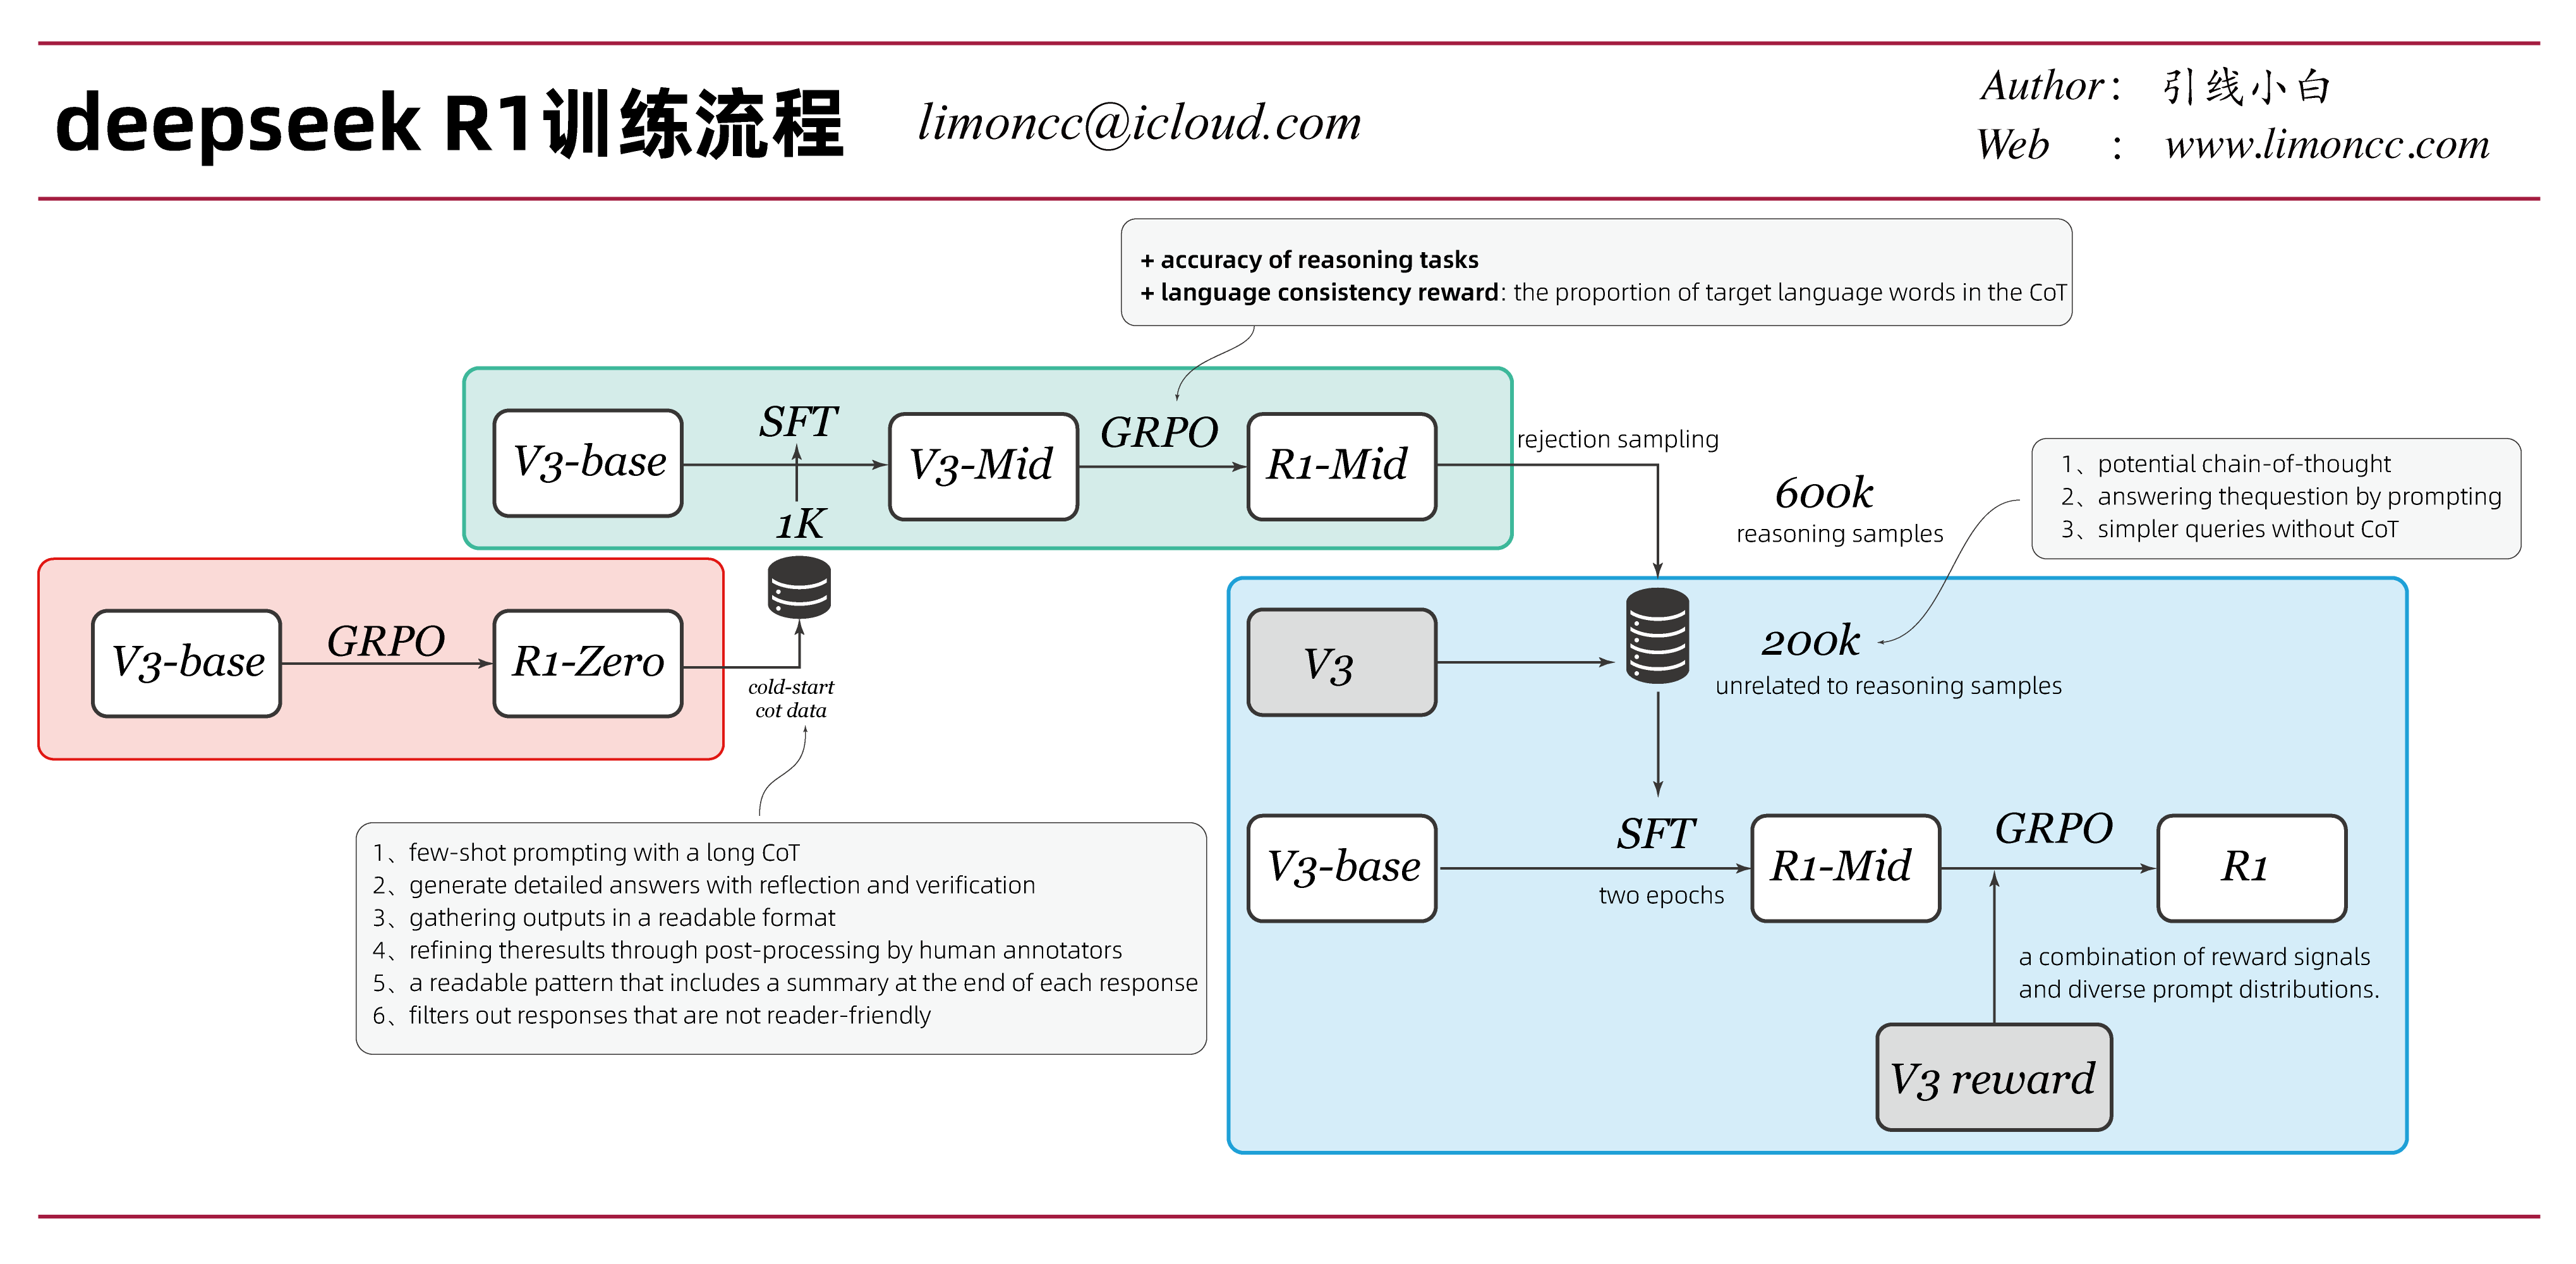 deepseek R1训练流程
limoncc@icloud.com
Author： 引线小白
Web ： www.limoncc.com
+ accuracy of reasoning tasks
+ language consistency reward: the proportion of target language words in the CoT
V3-base
SFT
V3-Mid
GRPO
R1-Mid
1K
rejection sampling
600k
reasoning samples
1、potential chain-of-thought
2、answering thequestion by prompting
3、simpler queries without CoT
V3-base
GRPO
R1-Zero
cold-start
cot data
1、few-shot prompting with a long CoT
2、generate detailed answers with reflection and verification
3、gathering outputs in a readable format
4、refining theresults through post-processing by human annotators
5、a readable pattern that includes a summary at the end of each response
6、filters out responses that are not reader-friendly
V3
200k
unrelated to reasoning samples
V3-base
SFT
two epochs
R1-Mid
GRPO
R1
a combination of reward signals
and diverse prompt distributions.
V3 reward